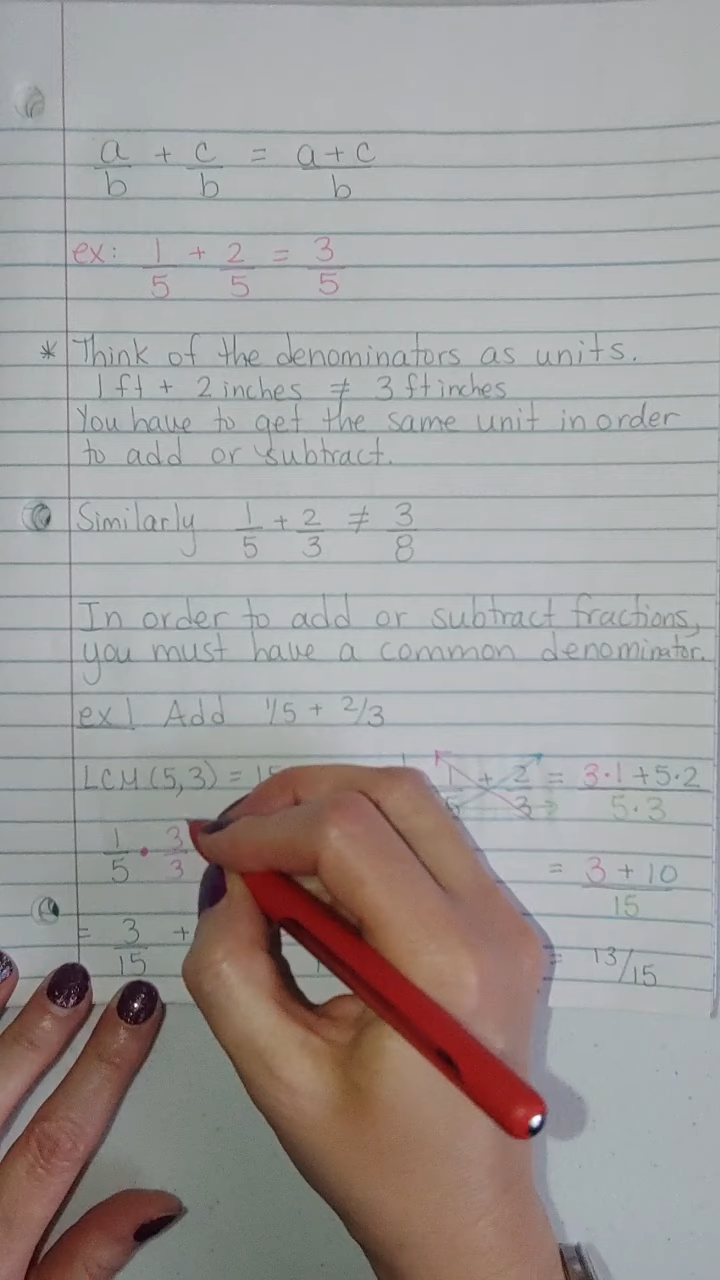 a/b + c/b = a+c/b
ex: 1/5 + 2/5 = 3/5
* Think of the denominators as units.
1 ft + 2 inches ≠ 3 ft inches
You have to get the same unit in order
to add or subtract.
Similarly 1/5 + 2/3 ≠ 3/8
In order to add or subtract fractions,
you must have a common denominator.
ex1 Add 1/5 + 2/3
LCM (5,3) = 15
1/5 • 3/3
= 3/15 +
1/5 + 2/3 = 3·1+5·2/5·3
= 3+10/15
= 13/15